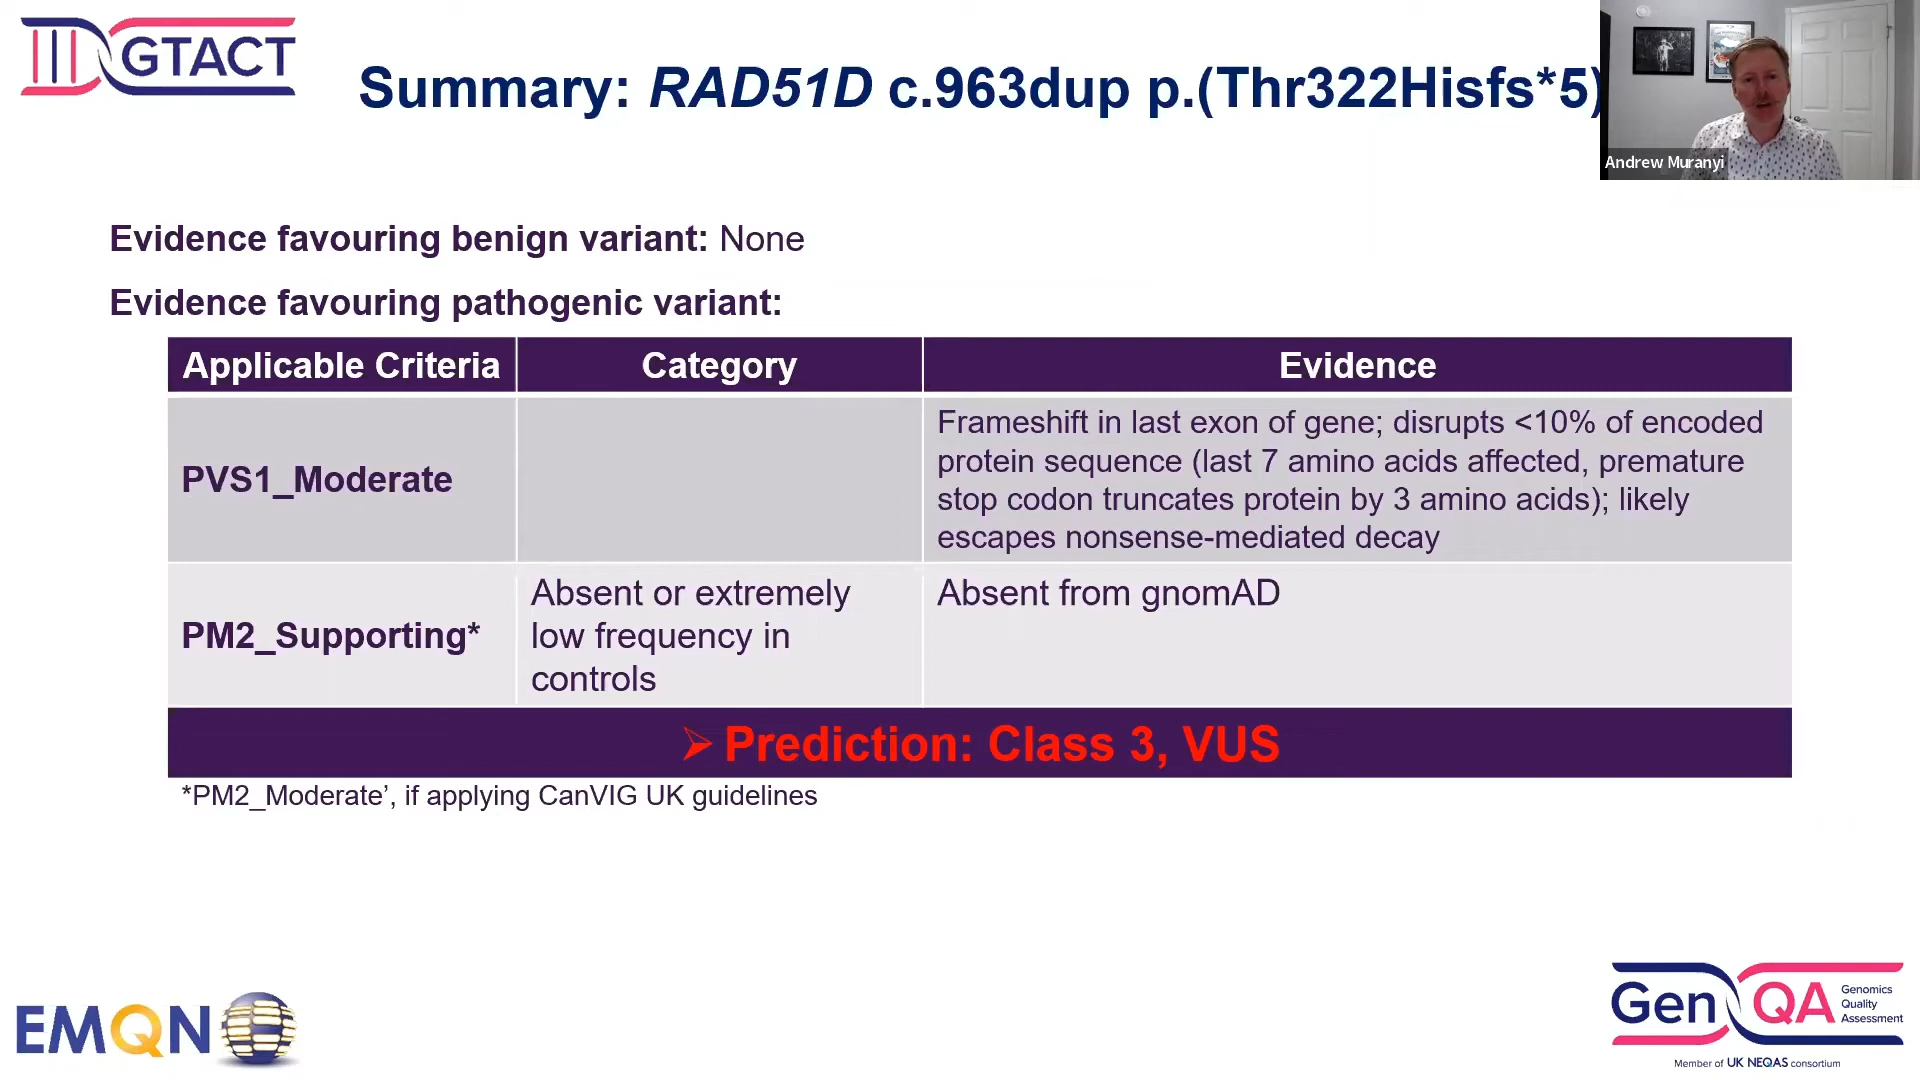 GTACT
Summary: RAD51D c.963dup p.(Thr322Hisfs*5)
Andrew Muranyi
Evidence favouring benign variant: None
Evidence favouring pathogenic variant:
Applicable Criteria Category Evidence
PVS1_Moderate
Frameshift in last exon of gene; disrupts <10% of encoded
protein sequence (last 7 amino acids affected, premature
stop codon truncates protein by 3 amino acids); likely
escapes nonsense-mediated decay
PM2_Supporting*
Absent or extremely
low frequency in
controls
Absent from gnomAD
➢ Prediction: Class 3, VUS
*PM2_Moderate’, if applying CanVIG UK guidelines
EMQN
GenQA
Genomics
Quality
Assessment
Member of UK NEQAS consortium